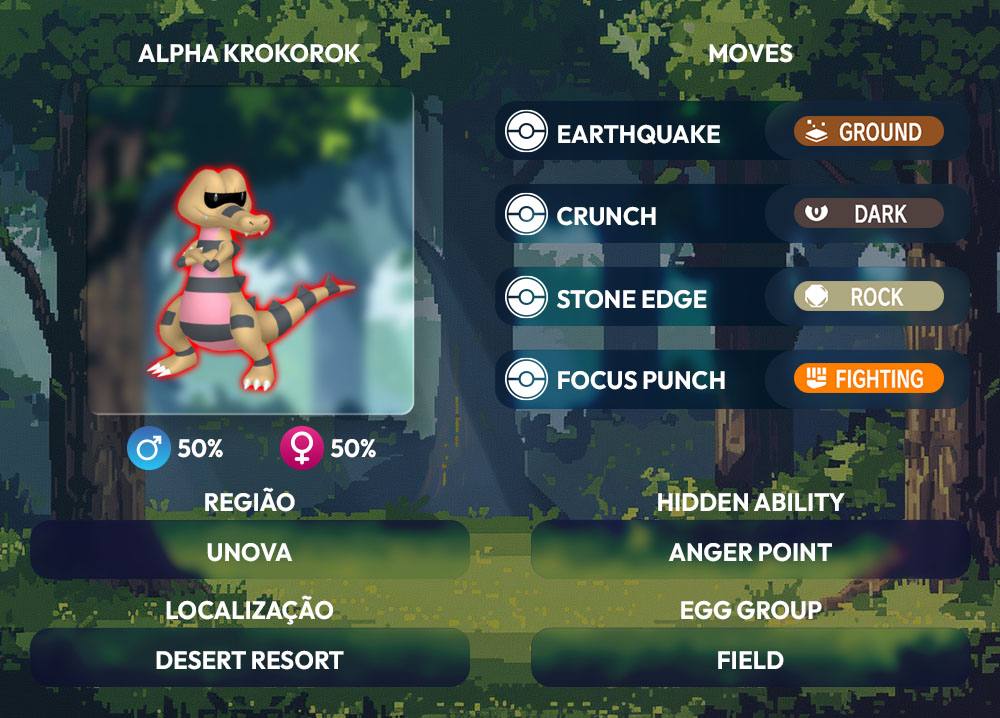 ALPHA KROKOROK
50%
50%
REGIÃO
UNOVA
LOCALIZAÇÃO
DESERT RESORT
MOVES
EARTHQUAKE
GROUND
CRUNCH
DARK
STONE EDGE
ROCK
FOCUS PUNCH
FIGHTING
HIDDEN ABILITY
ANGER POINT
EGG GROUP
FIELD